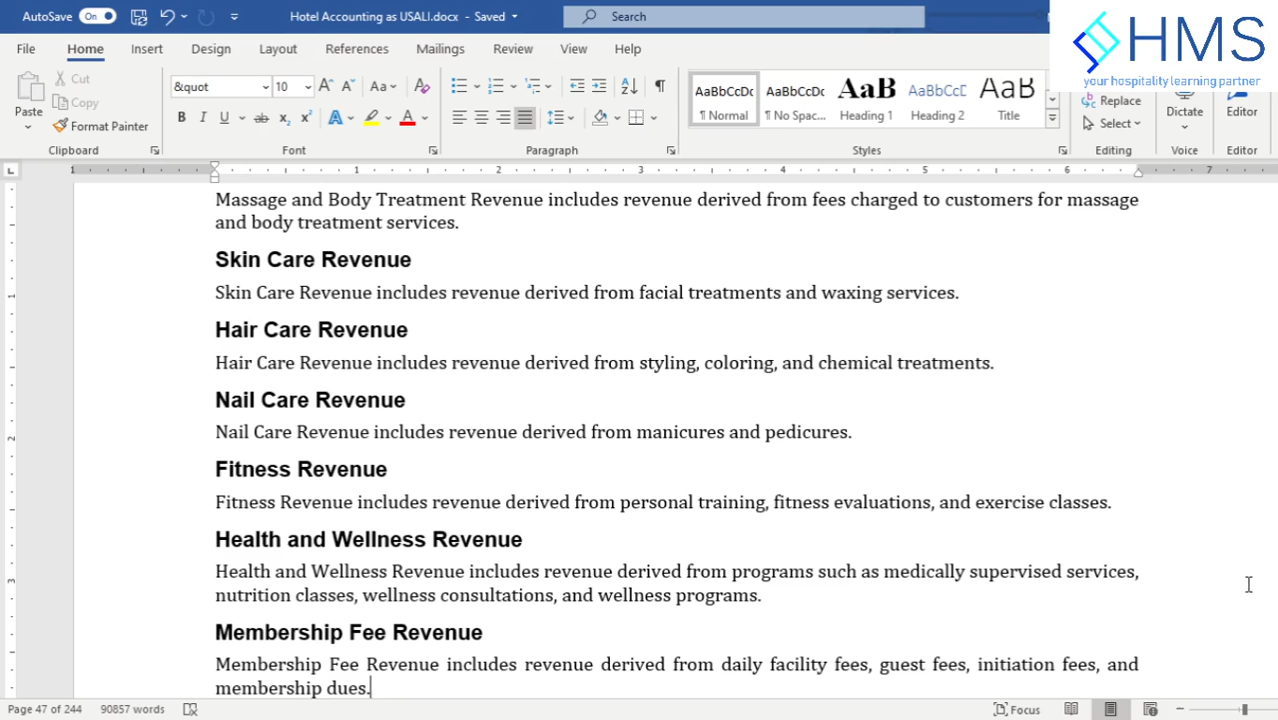 AutoSave On Hotel Accounting as USALI.docx - Saved Search
HMS
your hospitality learning partner
File Home Insert Design Layout References Mailings Review View Help
Paste Cut Copy Format Painter
Clipboard
&quot 10
Font
Paragraph
AaBbCcDc AaBbCcDc AaB AaBbCcD AaB
¶ Normal ¶ No Spac... Heading 1 Heading 2 Title
Styles
Replace
Select
Editing
Dictate
Voice
Editor
Editor
1 1 2 3 4 5 6 7
Massage and Body Treatment Revenue includes revenue derived from fees charged to customers for massage
and body treatment services.
Skin Care Revenue
Skin Care Revenue includes revenue derived from facial treatments and waxing services.
Hair Care Revenue
Hair Care Revenue includes revenue derived from styling, coloring, and chemical treatments.
Nail Care Revenue
Nail Care Revenue includes revenue derived from manicures and pedicures.
Fitness Revenue
Fitness Revenue includes revenue derived from personal training, fitness evaluations, and exercise classes.
Health and Wellness Revenue
Health and Wellness Revenue includes revenue derived from programs such as medically supervised services,
nutrition classes, wellness consultations, and wellness programs.
Membership Fee Revenue
Membership Fee Revenue includes revenue derived from daily facility fees, guest fees, initiation fees, and
membership dues.
Page 47 of 244 90857 words Focus